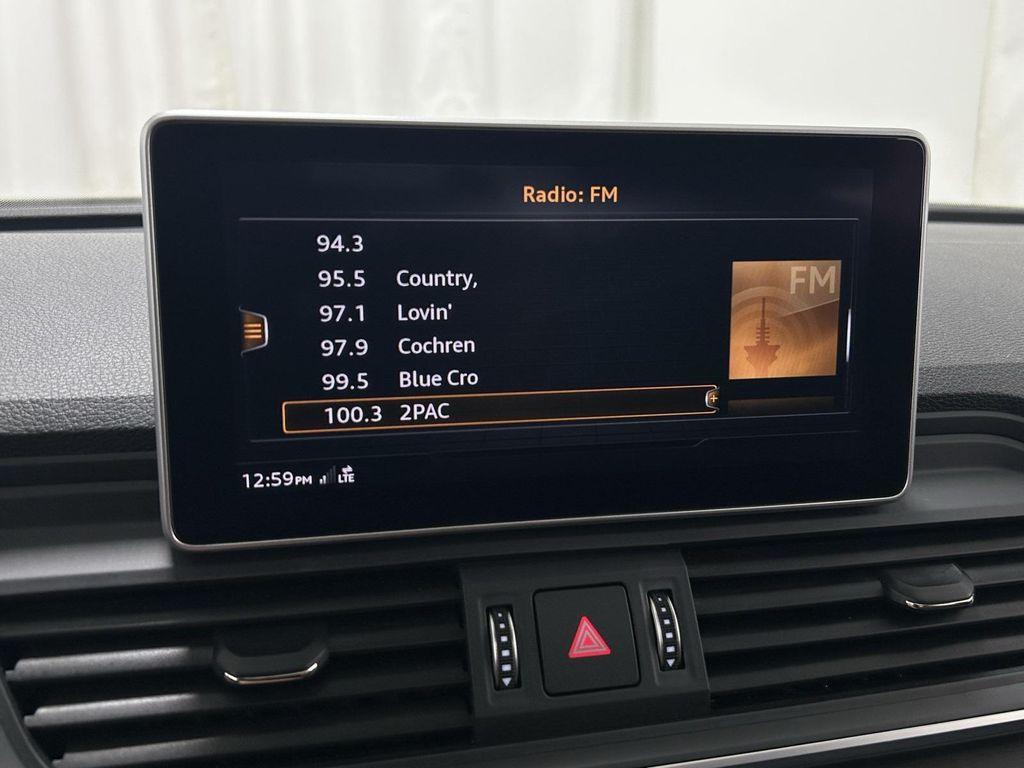 Radio: FM
94.3
95.5 Country,
97.1 Lovin'
97.9 Cochren
99.5 Blue Cro
100.3 2PAC
FM
12:59PM LTE